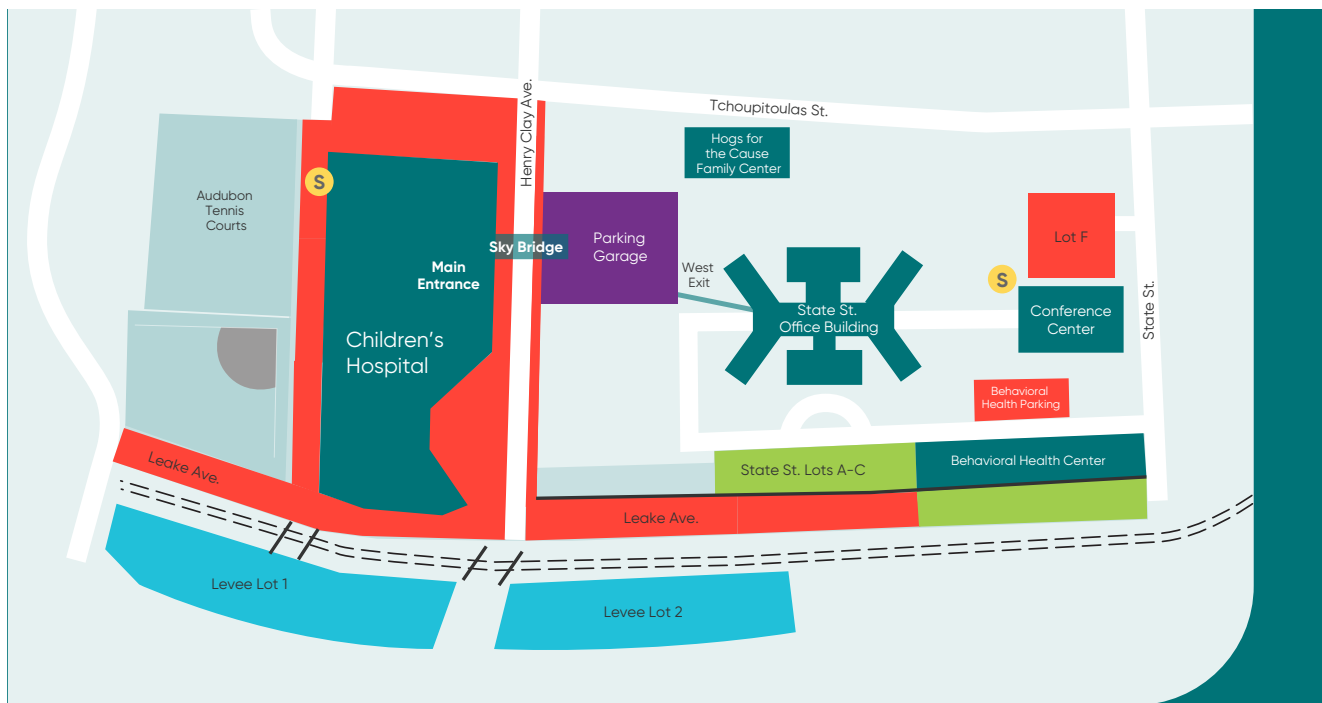 Tchoupitoulas St.
Henry Clay Ave.
Hogs for
the Cause
Family Center
S
Audubon
Tennis
Courts
Sky Bridge
Parking
Garage
Lot F
Main
Entrance
West
Exit
S
State St.
Office Building
Conference
Center
State St.
Children's
Hospital
Behavioral
Health Parking
Leake Ave.
State St. Lots A-C
Behavioral Health Center
Leake Ave.
Levee Lot 1
Levee Lot 2